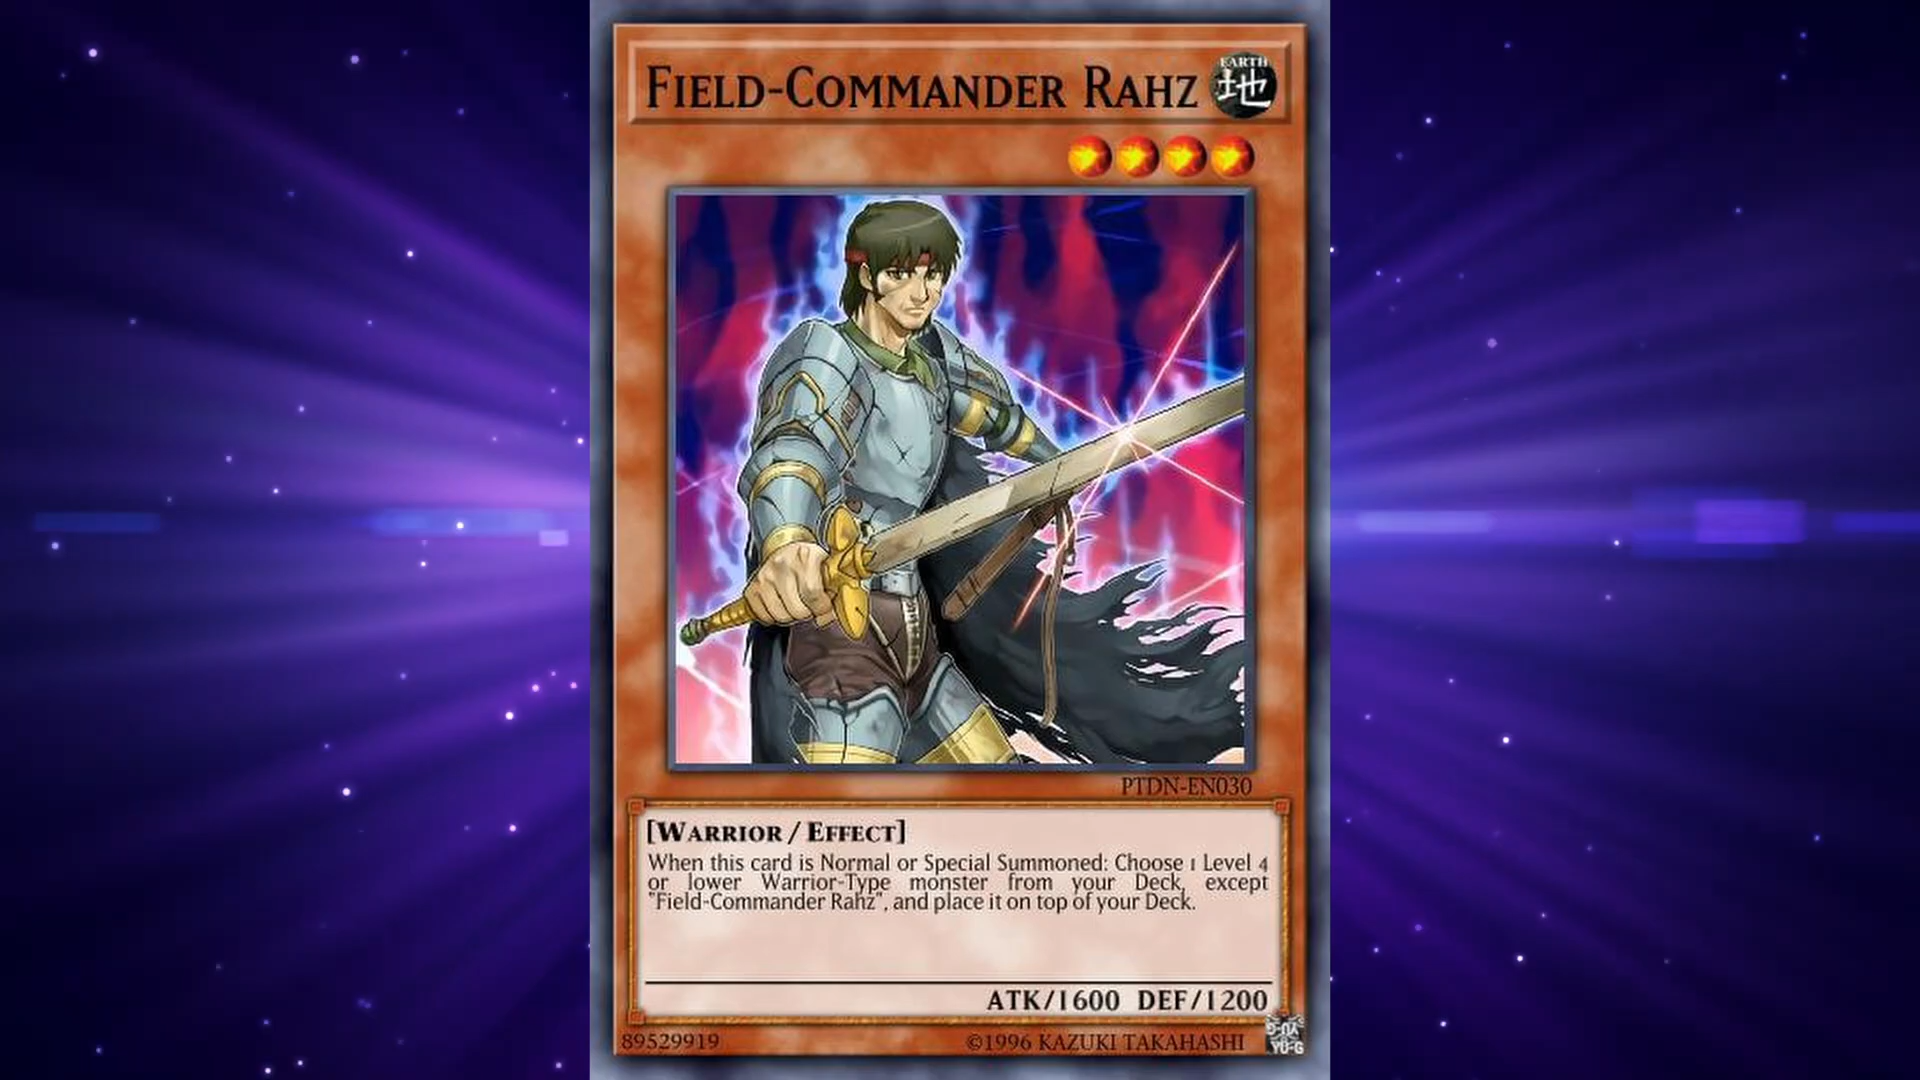 FIELD-COMMANDER RAHZ
EARTH
地
PTDN-EN030
[WARRIOR / EFFECT]
When this card is Normal or Special Summoned: Choose 1 Level 4
or lower Warrior-Type monster from your Deck, except
"Field-Commander Rahz", and place it on top of your Deck.
ATK/1600 DEF/1200
89529919
©1996 KAZUKI TAKAHASHI